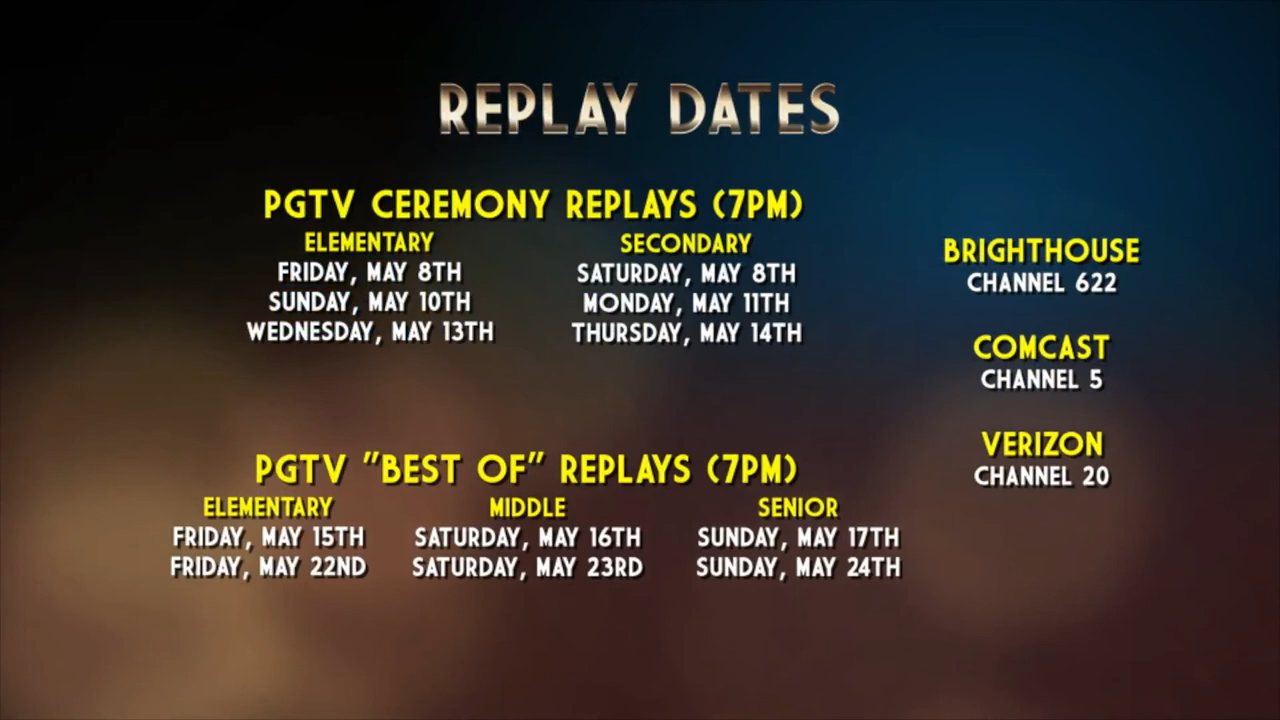 REPLAY DATES
PGTV CEREMONY REPLAYS (7PM)
ELEMENTARY
FRIDAY, MAY 8TH
SUNDAY, MAY 10TH
WEDNESDAY, MAY 13TH
SECONDARY
SATURDAY, MAY 8TH
MONDAY, MAY 11TH
THURSDAY, MAY 14TH
PGTV "BEST OF" REPLAYS (7PM)
ELEMENTARY
FRIDAY, MAY 15TH
FRIDAY, MAY 22ND
MIDDLE
SATURDAY, MAY 16TH
SATURDAY, MAY 23RD
SENIOR
SUNDAY, MAY 17TH
SUNDAY, MAY 24TH
BRIGHTHOUSE
CHANNEL 622
COMCAST
CHANNEL 5
VERIZON
CHANNEL 20